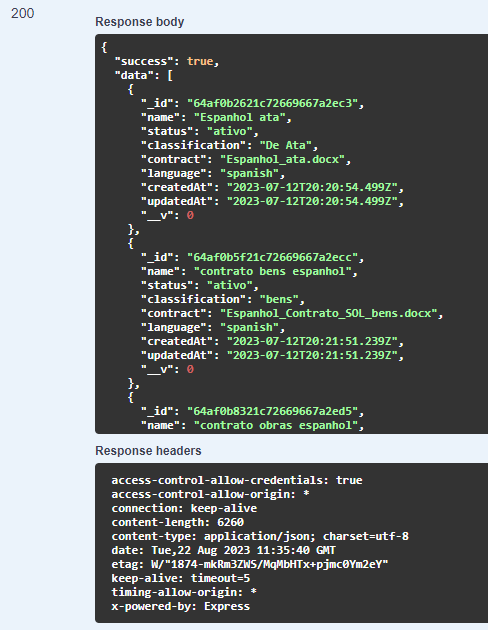 200
Response body
{
  "success": true,
  "data": [
    {
      "_id": "64af0b2621c72669667a2ec3",
      "name": "Espanhol ata",
      "status": "ativo",
      "classification": "De Ata",
      "contract": "Espanhol_ata.docx",
      "language": "spanish",
      "createdAt": "2023-07-12T20:20:54.499Z",
      "updatedAt": "2023-07-12T20:20:54.499Z",
      "__v": 0
    },
    {
      "_id": "64af0b5f21c72669667a2ecc",
      "name": "contrato bens espanhol",
      "status": "ativo",
      "classification": "bens",
      "contract": "Espanhol_Contrato_SOL_bens.docx",
      "language": "spanish",
      "createdAt": "2023-07-12T20:21:51.239Z",
      "updatedAt": "2023-07-12T20:21:51.239Z",
      "__v": 0
    },
    {
      "_id": "64af0b8321c72669667a2ed5",
      "name": "contrato obras espanhol",
Response headers
access-control-allow-credentials: true
access-control-allow-origin: *
connection: keep-alive
content-length: 6260
content-type: application/json; charset=utf-8
date: Tue,22 Aug 2023 11:35:40 GMT
etag: W/"1874-mkRm3ZWS/MqMbHTx+pjmc0Ym2eY"
keep-alive: timeout=5
timing-allow-origin: *
x-powered-by: Express